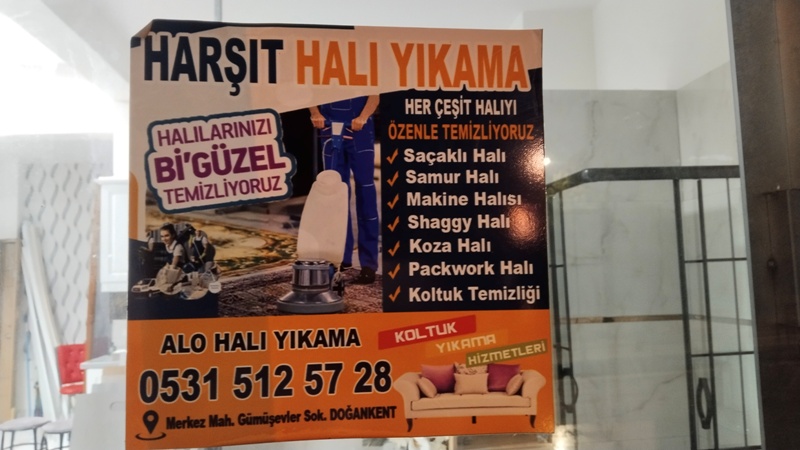 HARŞIT HALI YIKAMA
HALILARINIZI
Bi'GÜZEL
TEMİZLİYORUZ
HER ÇEŞİT HALIYI
ÖZENLE TEMİZLİYORUZ
Saçaklı Halı
Samur Halı
Makine Halısı
Shaggy Halı
Koza Halı
Packwork Halı
Koltuk Temizliği
ALO HALI YIKAMA
0531 512 57 28
Merkez Mah. Gümüşevler Sok. DOĞANKENT
KOLTUK
YIKAMA
HİZMETLERİ